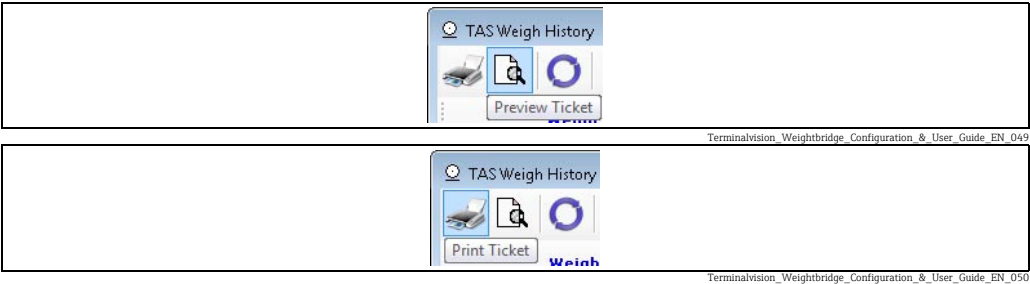 TAS Weigh History
Preview Ticket
Terminalvision_Weightbridge_Configuration_&_User_Guide_EN_049
TAS Weigh History
Print Ticket
Weigh
Terminalvision_Weightbridge_Configuration_&_User_Guide_EN_050